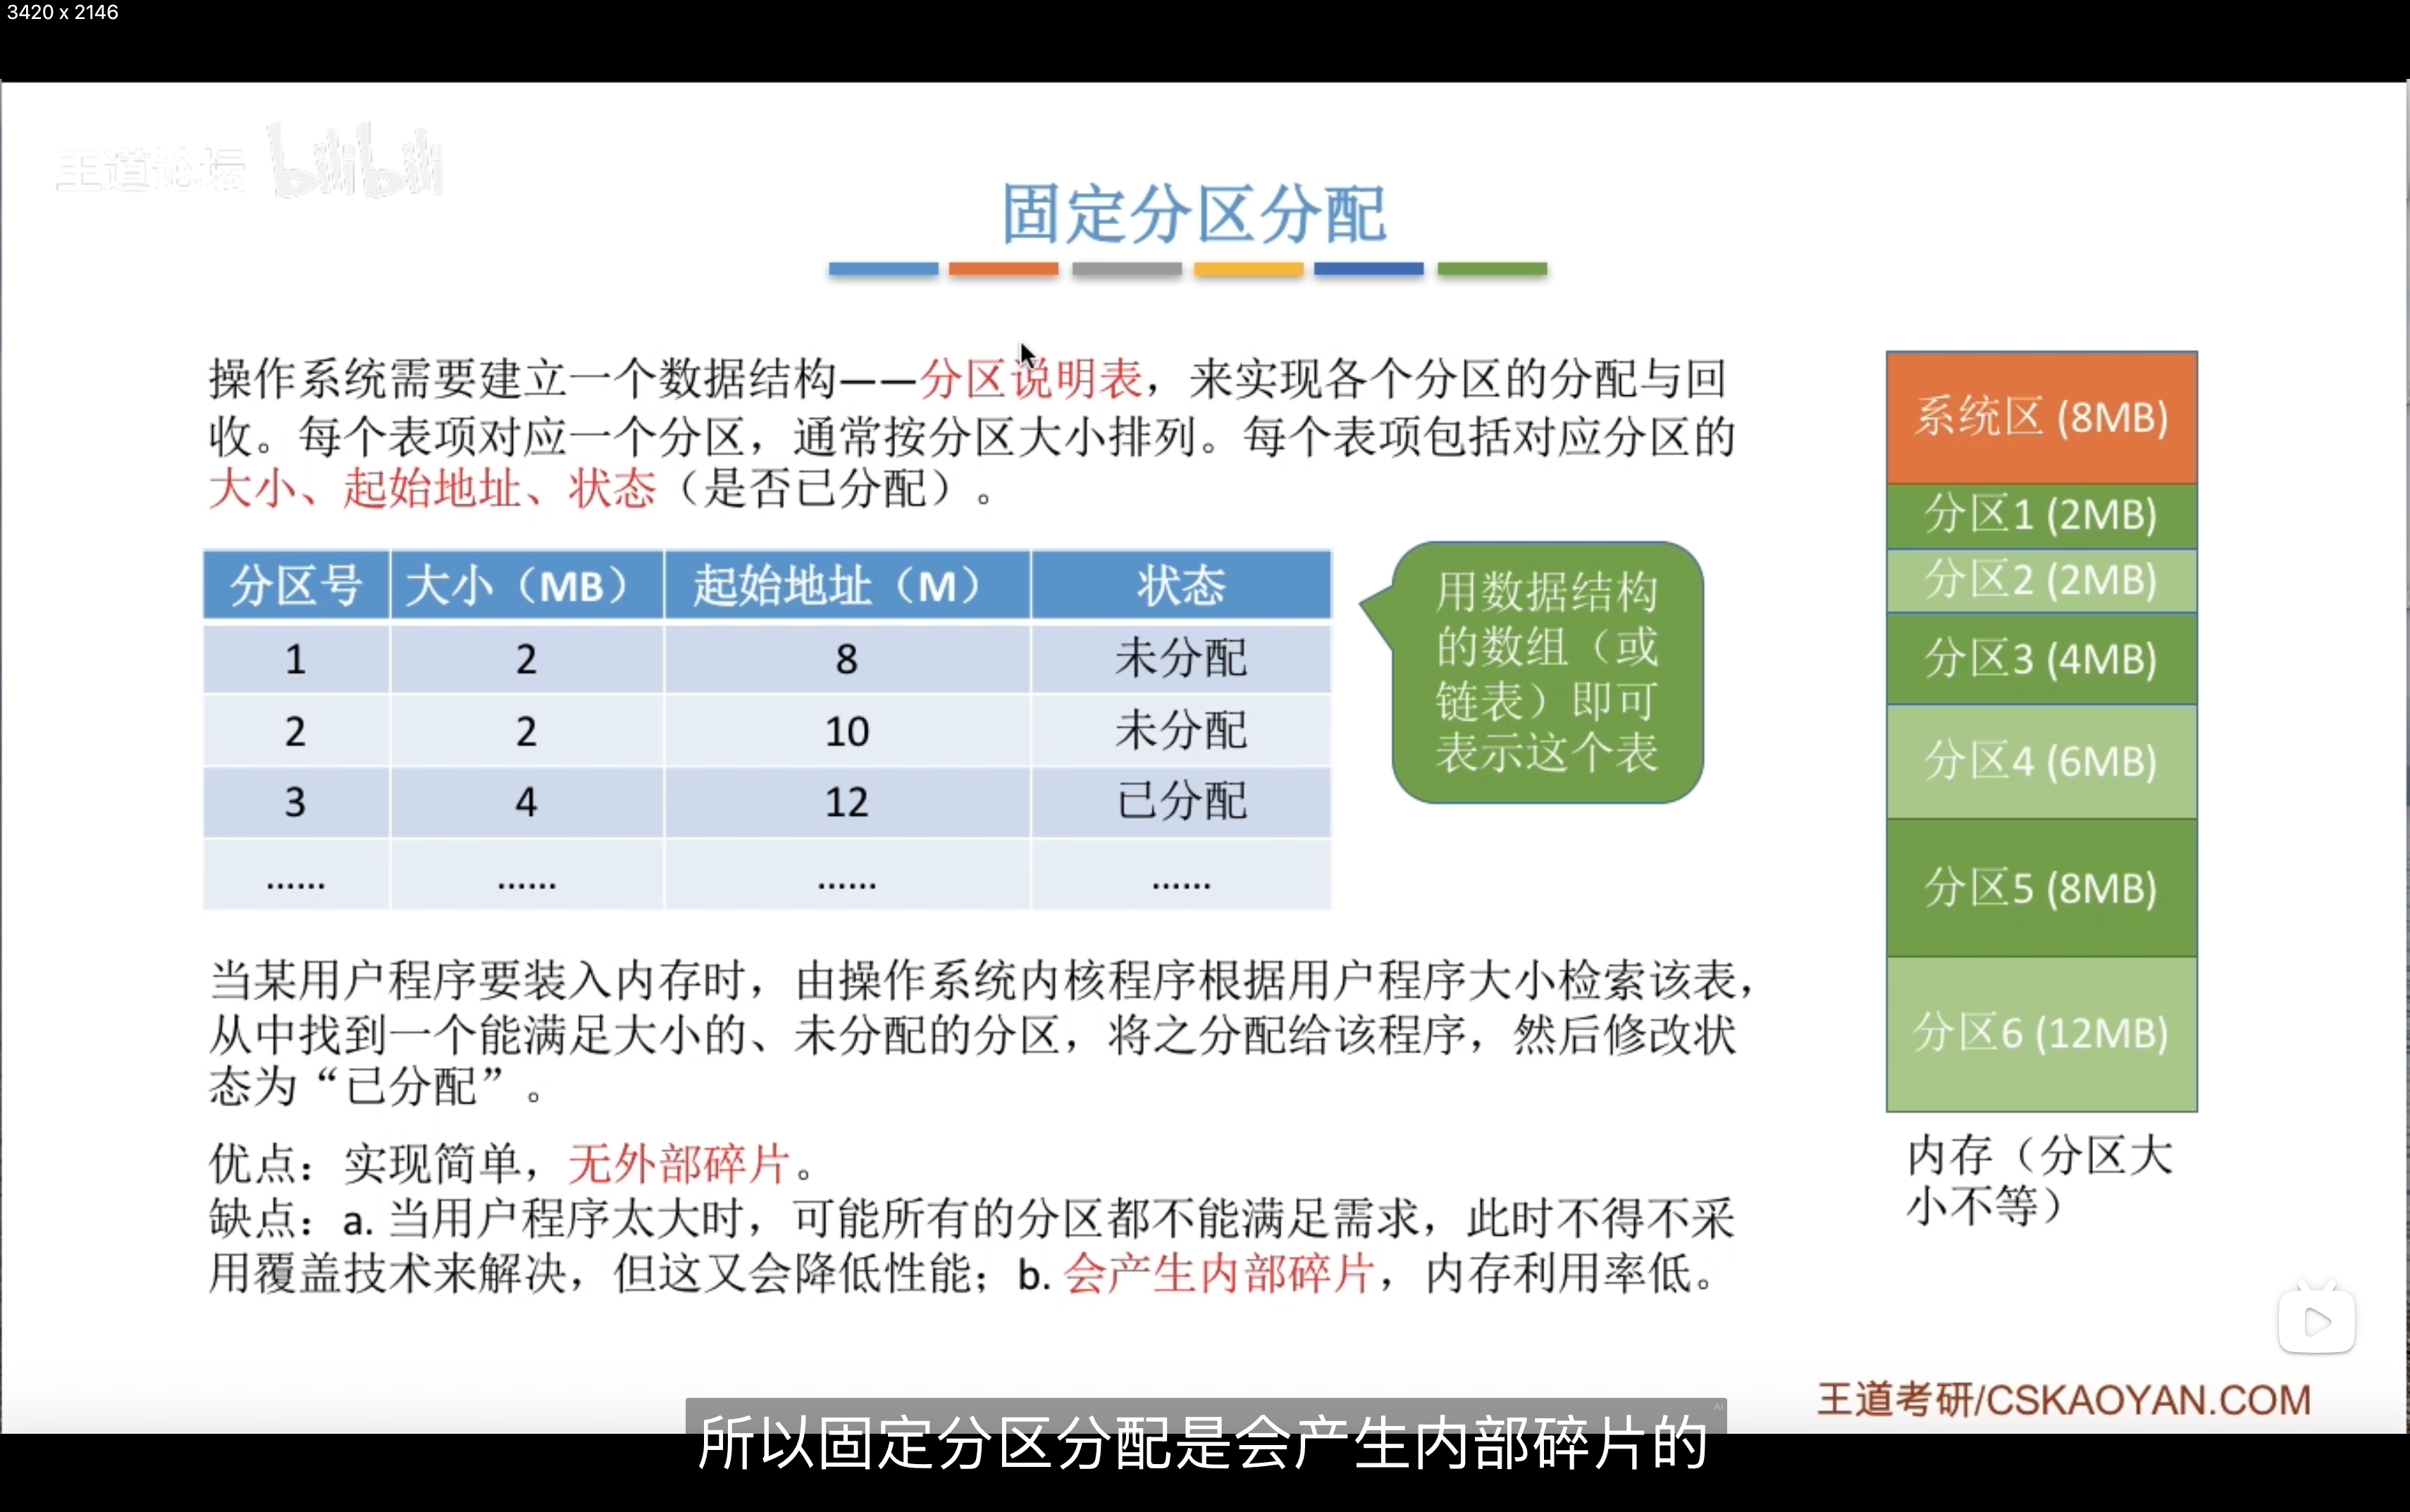 3420 x 2146
王道论坛 bilibili
固定分区分配
操作系统需要建立一个数据结构——分区说明表，来实现各个分区的分配与回
收。每个表项对应一个分区，通常按分区大小排列。每个表项包括对应分区的
大小、起始地址、状态（是否已分配）。
分区号 大小（MB） 起始地址（M） 状态
1 2 8 未分配
2 2 10 未分配
3 4 12 已分配
...... ...... ...... ......
用数据结构
的数组（或
链表）即可
表示这个表
当某用户程序要装入内存时，由操作系统内核程序根据用户程序大小检索该表，
从中找到一个能满足大小的、未分配的分区，将之分配给该程序，然后修改状
态为“已分配”。
优点：实现简单，无外部碎片。
缺点：a. 当用户程序太大时，可能所有的分区都不能满足需求，此时不得不采
用覆盖技术来解决，但这又会降低性能；b. 会产生内部碎片，内存利用率低。
系统区 (8MB)
分区1 (2MB)
分区2 (2MB)
分区3 (4MB)
分区4 (6MB)
分区5 (8MB)
分区6 (12MB)
内存（分区大
小不等）
王道考研/CSKAOYAN.COM
AI
所以固定分区分配是会产生内部碎片的